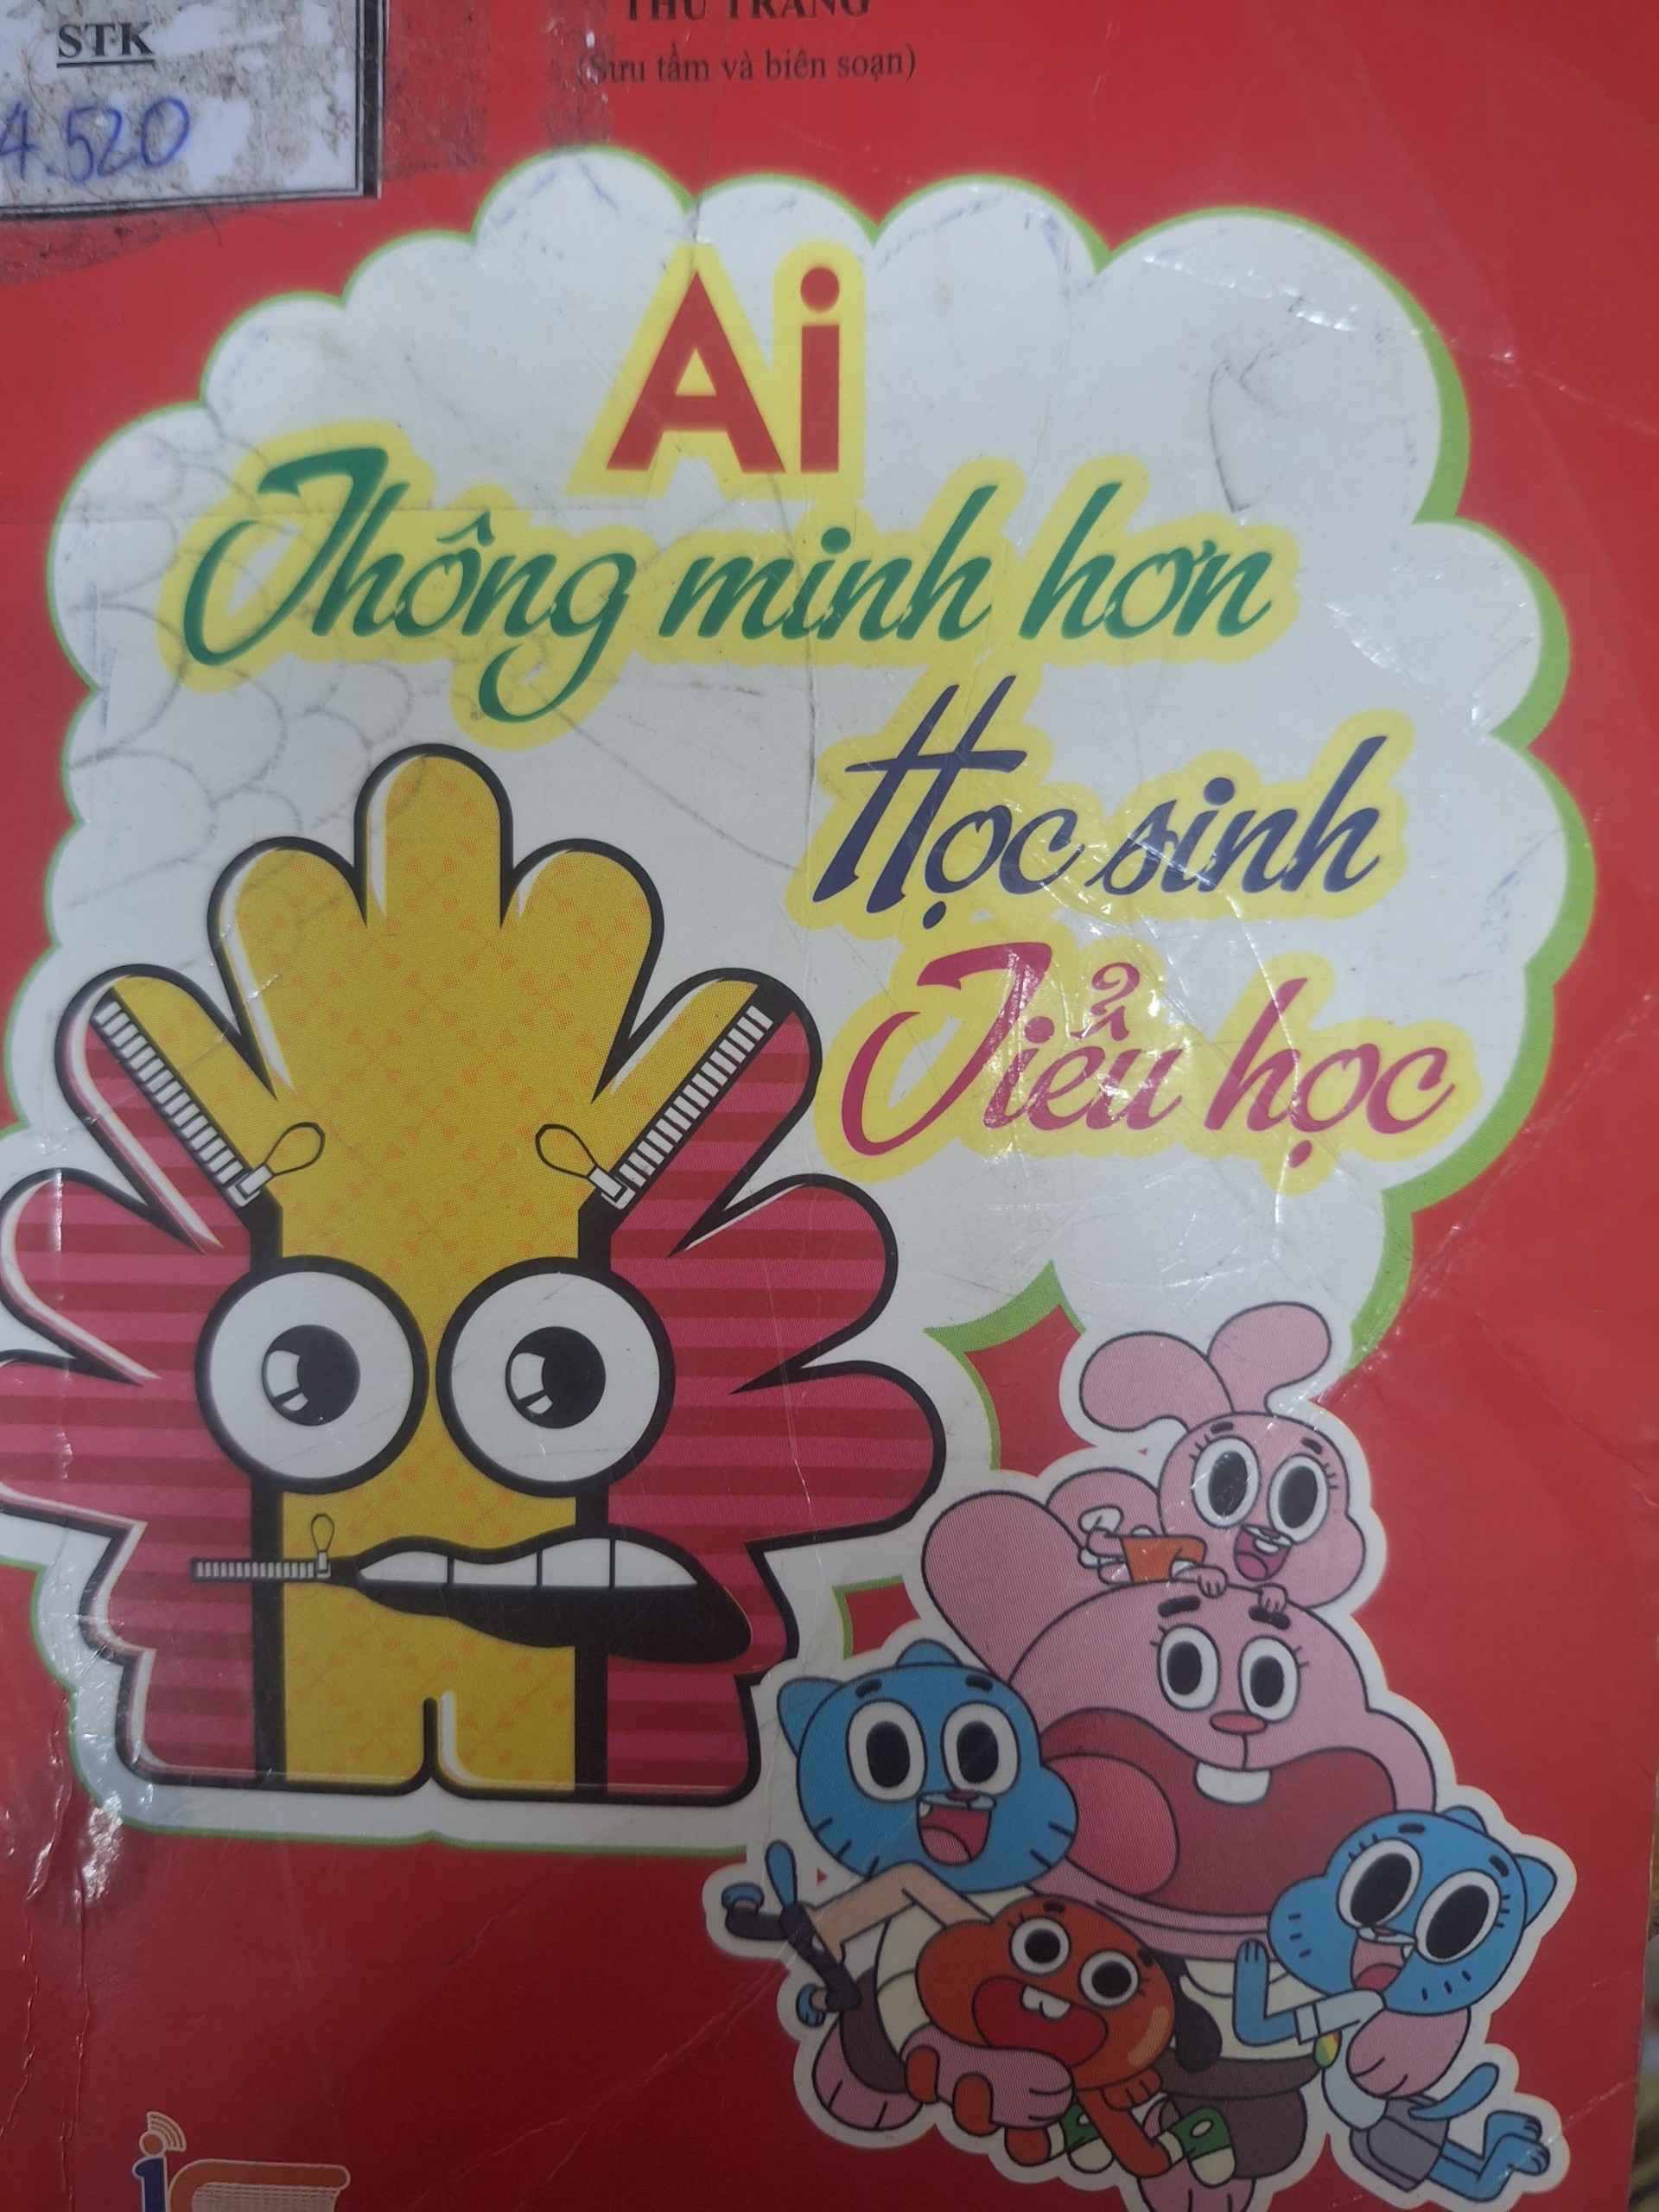 STK
4.520
THU TRANG
(Sưu tầm và biên soạn)
Ai
Thông minh hơn
Học sinh
Tiểu học